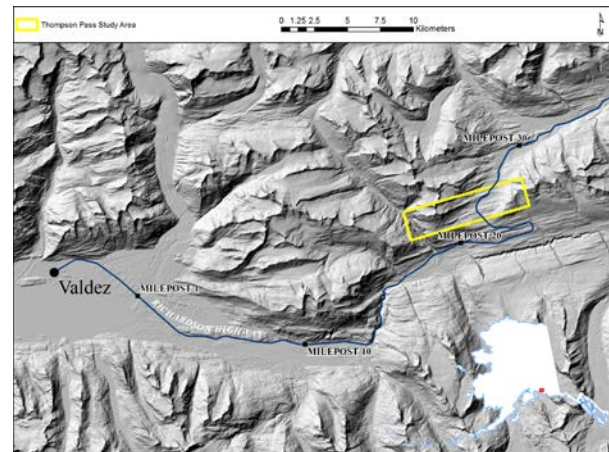 Thompson Pass Study Area
0 1.25 2.5 5 7.5 10
Kilometers
N
MILEPOST 30
MILEPOST 20
Valdez
MILEPOST 1
RICHARDSON HIGHWAY
MILEPOST 10